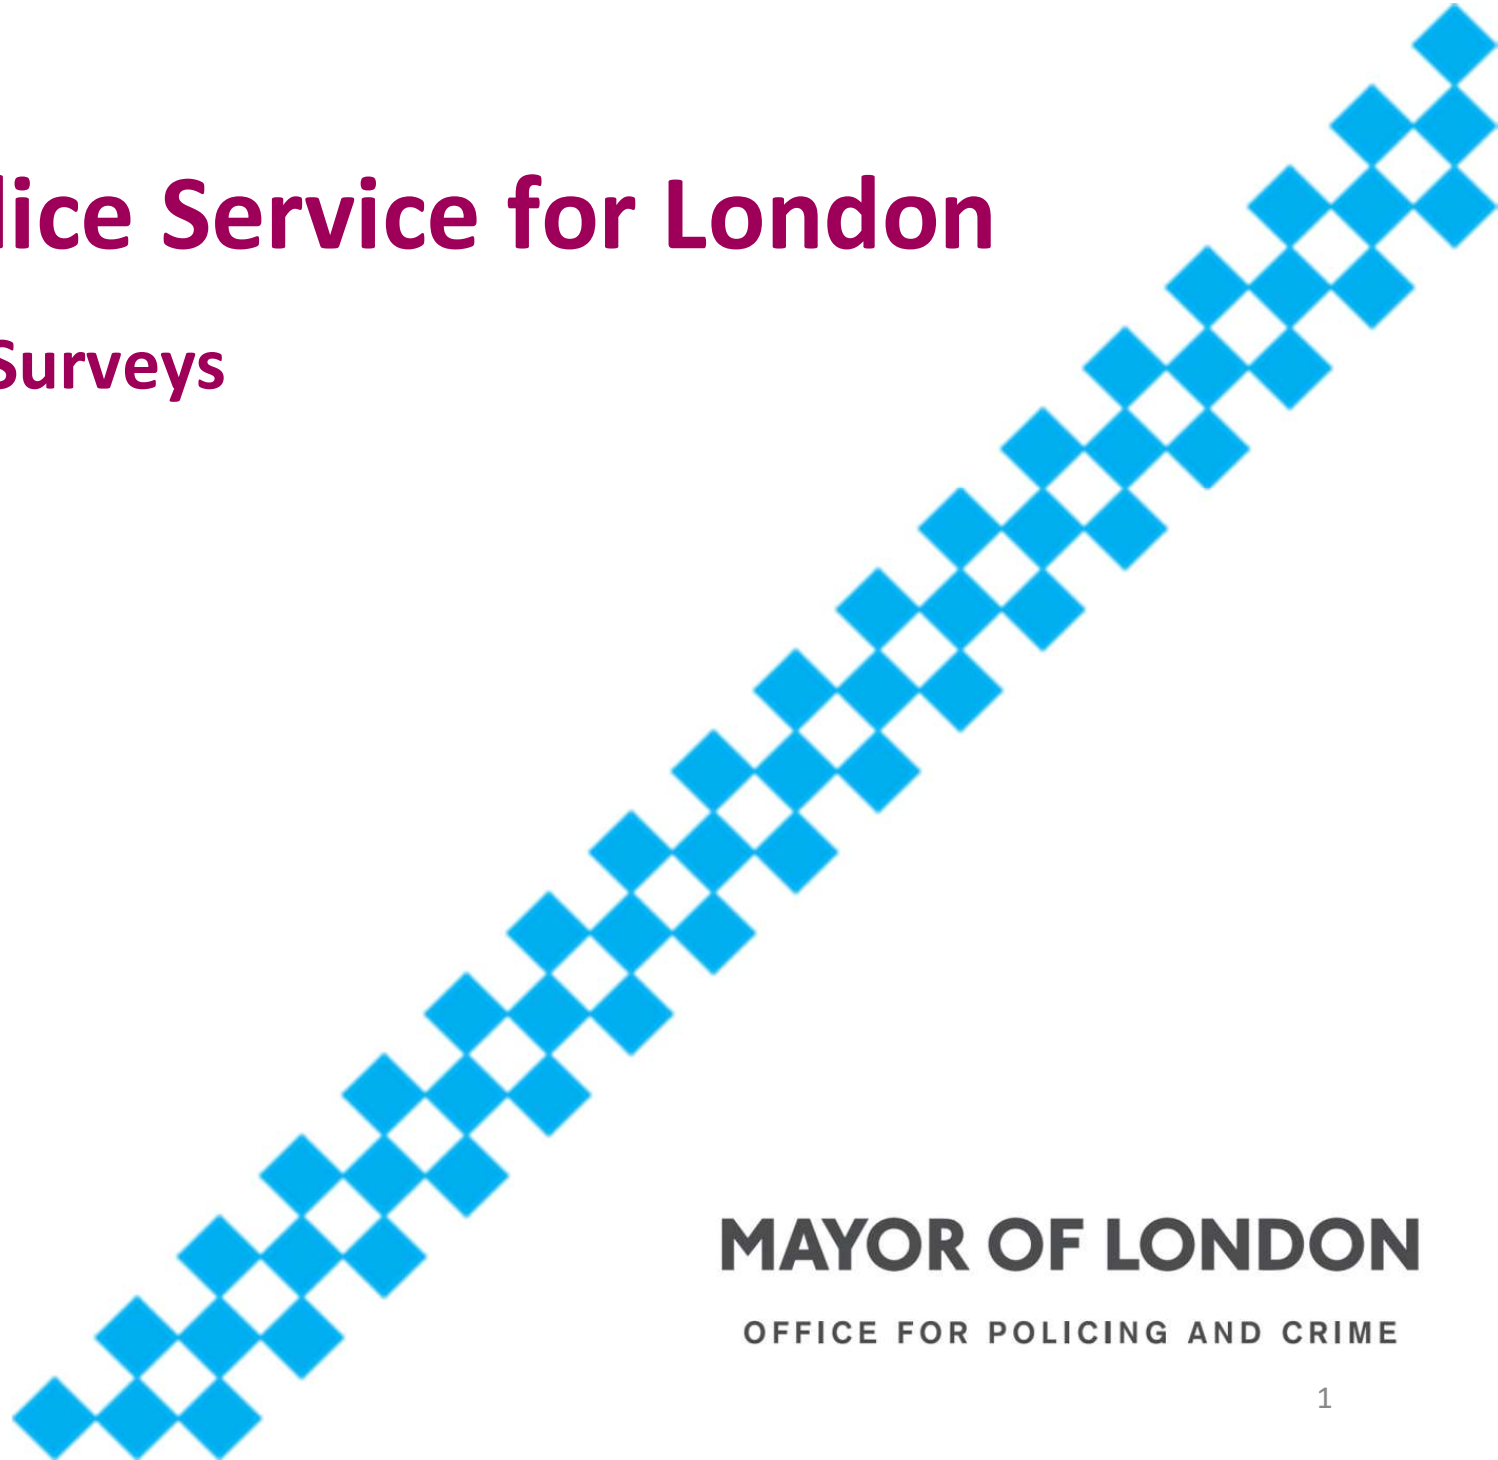 lice Service for London
Surveys
MAYOR OF LONDON
OFFICE FOR POLICING AND CRIME
1